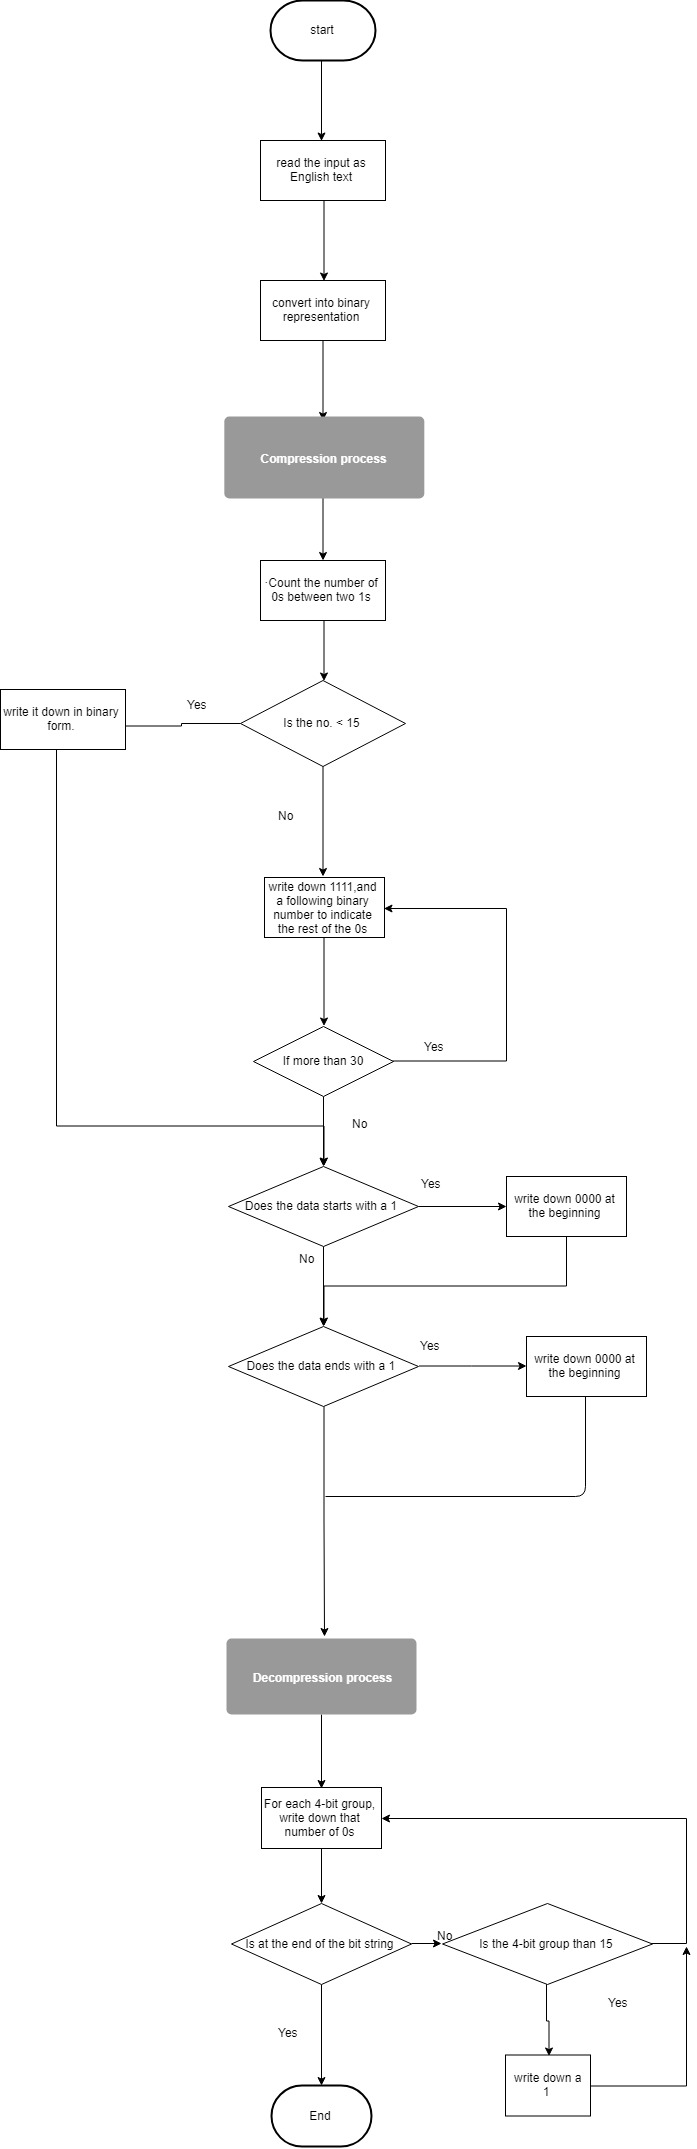 start
read the input as
English text
convert into binary
representation
Compression process
·Count the number of
0s between two 1s
Is the no. < 15
Yes
write it down in binary
form.
No
write down 1111,and
a following binary
number to indicate
the rest of the 0s
If more than 30
Yes
No
Does the data starts with a 1
Yes
write down 0000 at
the beginning
No
Does the data ends with a 1
Yes
write down 0000 at
the beginning
Decompression process
For each 4-bit group,
write down that
number of 0s
Is at the end of the bit string
No
Is the 4-bit group than 15
Yes
Yes
write down a
1
End